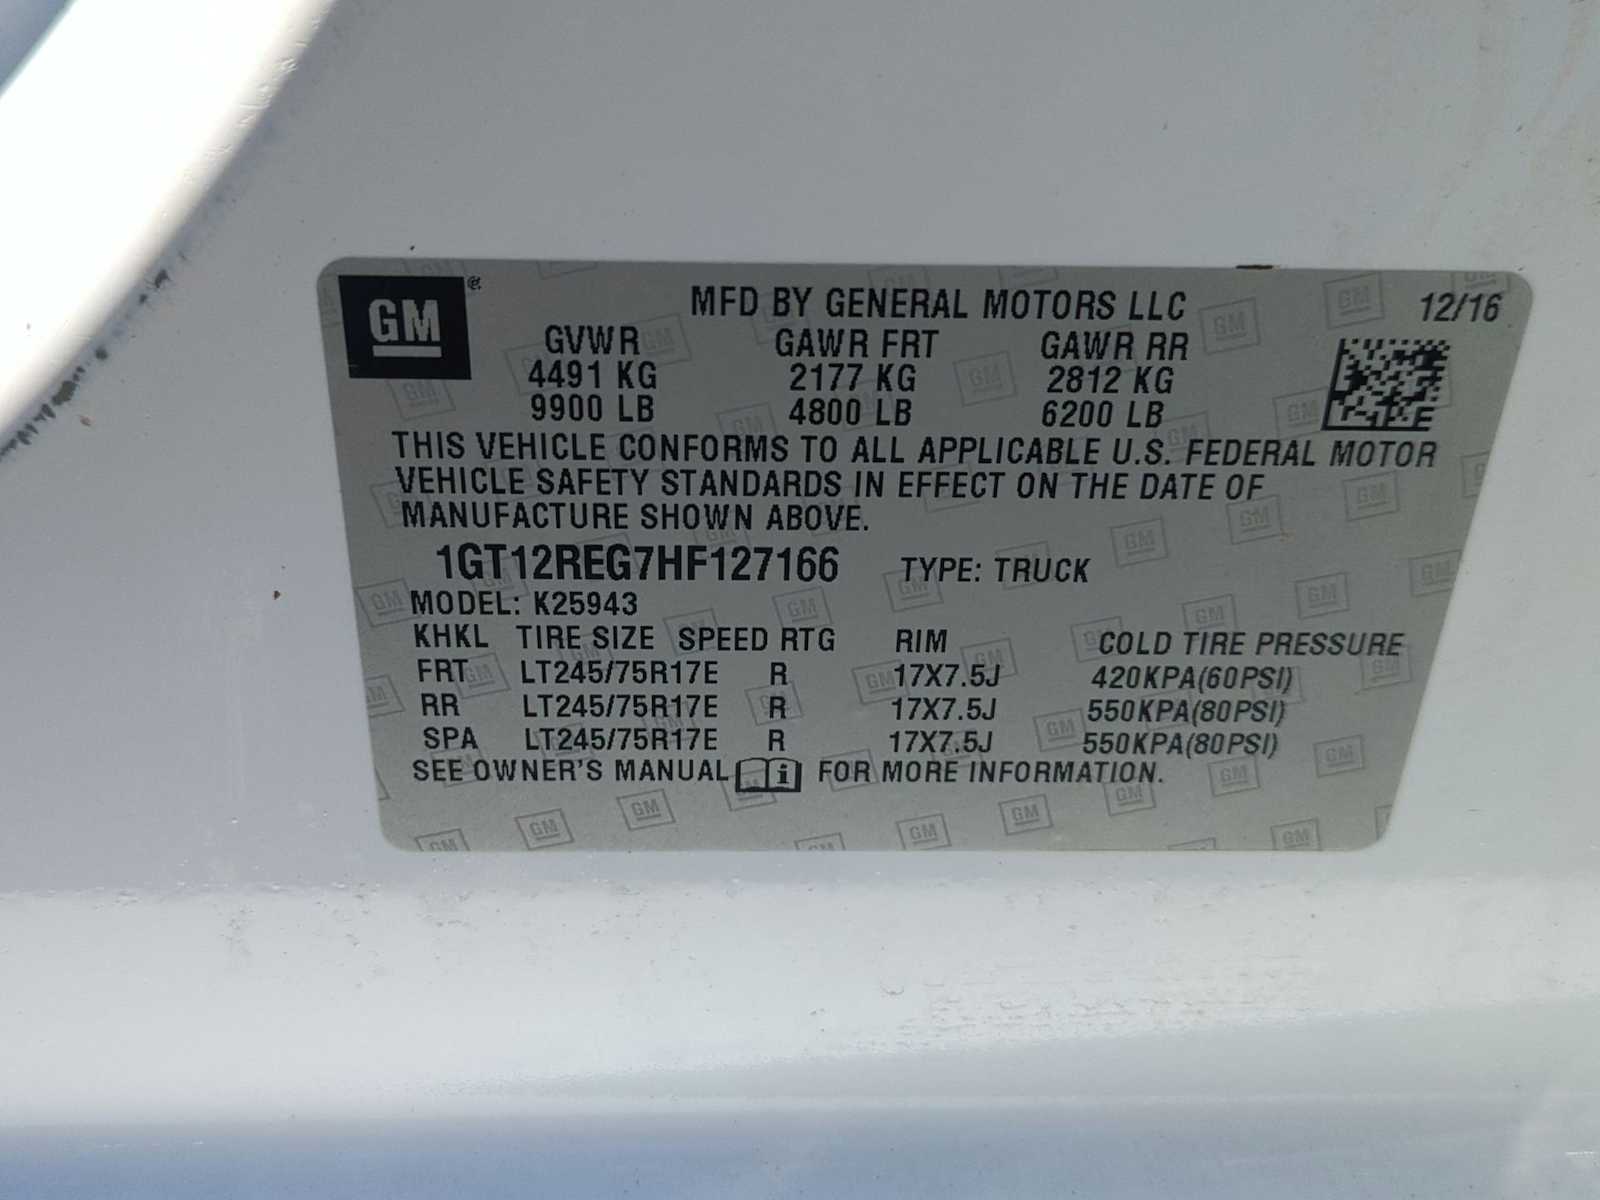 GM
MFD BY GENERAL MOTORS LLC 12/16
GVWR GAWR FRT GAWR RR
4491 KG 2177 KG 2812 KG
9900 LB 4800 LB 6200 LB
THIS VEHICLE CONFORMS TO ALL APPLICABLE U.S. FEDERAL MOTOR
VEHICLE SAFETY STANDARDS IN EFFECT ON THE DATE OF
MANUFACTURE SHOWN ABOVE.
1GT12REG7HF127166 TYPE: TRUCK
MODEL: K25943
KHKL TIRE SIZE SPEED RTG RIM COLD TIRE PRESSURE
FRT LT245/75R17E R 17X7.5J 420KPA(60PSI)
RR LT245/75R17E R 17X7.5J 550KPA(80PSI)
SPA LT245/75R17E R 17X7.5J 550KPA(80PSI)
SEE OWNER'S MANUAL i FOR MORE INFORMATION.